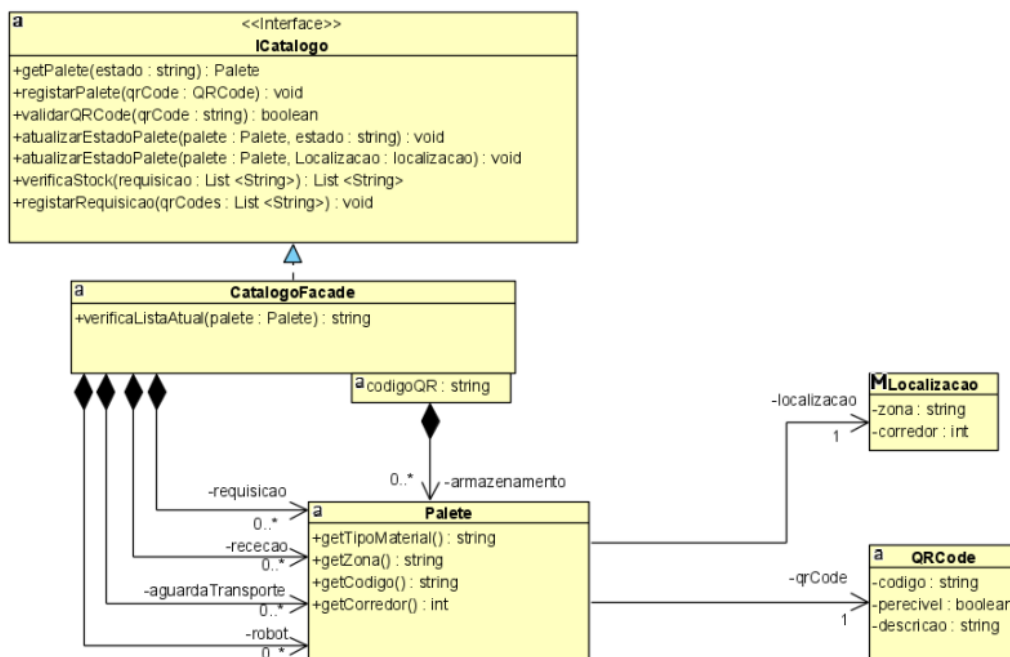 a
<<Interface>>
ICatalogo
+getPalete(estado : string) : Palete
+registarPalete(qrCode : QRCode) : void
+validarQRCode(qrCode : string) : boolean
+atualizarEstadoPalete(palete : Palete, estado : string) : void
+atualizarEstadoPalete(palete : Palete, Localizacao : localizacao) : void
+verificaStock(requisicao : List <String>) : List <String>
+registarRequisicao(qrCodes : List <String>) : void
a
CatalogoFacade
+verificaListaAtual(palete : Palete) : string
a
codigoQR : string
0..*
-armazenamento
-requisicao
0..*
-rececao
0..*
-aguardaTransporte
0..*
-robot
0..*
a
Palete
+getTipoMaterial() : string
+getZona() : string
+getCodigo() : string
+getCorredor() : int
-localizacao
1
M
Localizacao
-zona : string
-corredor : int
-qrCode
1
a
QRCode
-codigo : string
-perecivel : boolean
-descricao : string